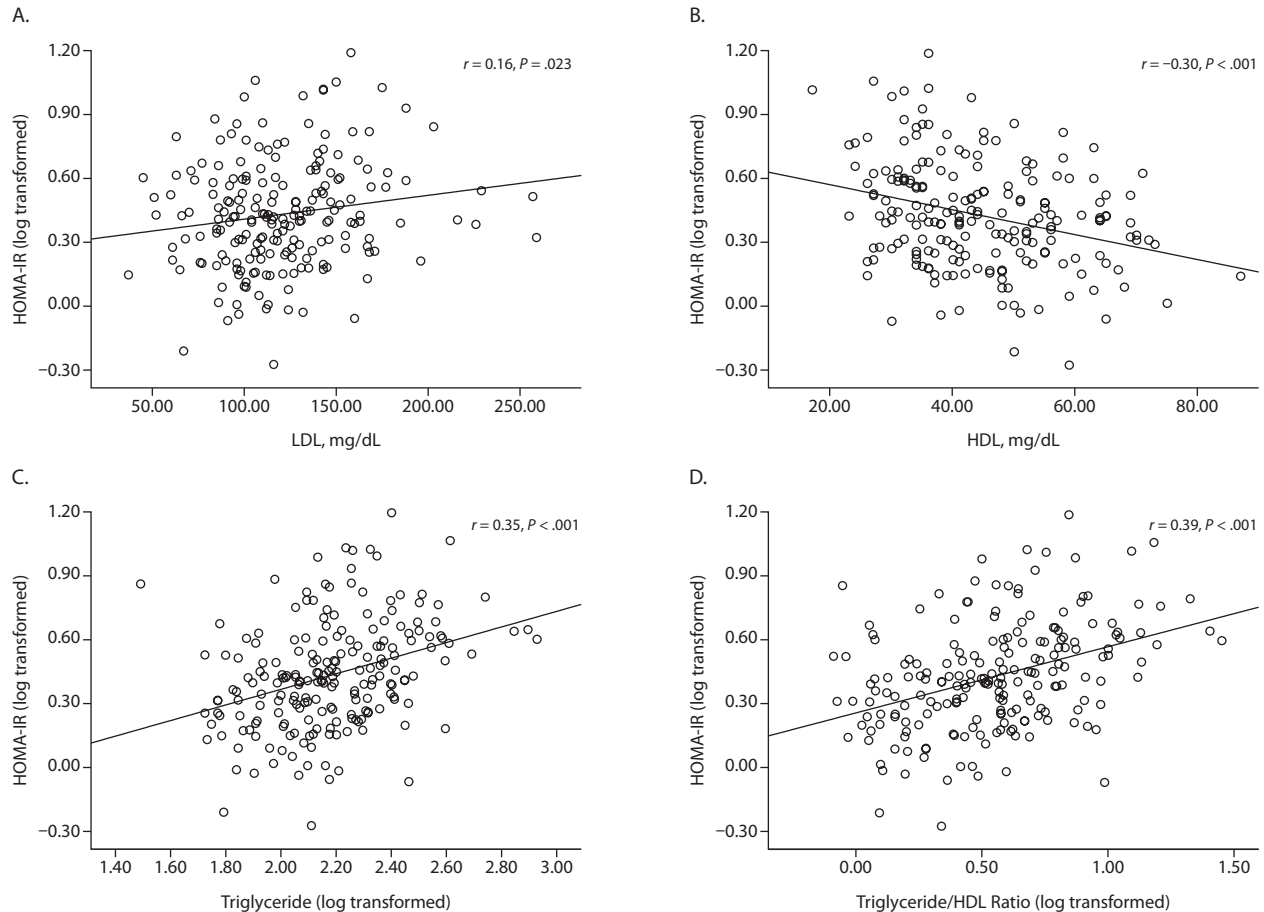 A.
HOMA-IR (log transformed)
1.20
0.90
0.60
0.30
0.00
−0.30
r = 0.16, P = .023
50.00 100.00 150.00 200.00 250.00
LDL, mg/dL
B.
HOMA-IR (log transformed)
1.20
0.90
0.60
0.30
0.00
−0.30
r = −0.30, P < .001
20.00 40.00 60.00 80.00
HDL, mg/dL
C.
HOMA-IR (log transformed)
1.20
0.90
0.60
0.30
0.00
−0.30
r = 0.35, P < .001
1.40 1.60 1.80 2.00 2.20 2.40 2.60 2.80 3.00
Triglyceride (log transformed)
D.
HOMA-IR (log transformed)
1.20
0.90
0.60
0.30
0.00
−0.30
r = 0.39, P < .001
0.00 0.50 1.00 1.50
Triglyceride/HDL Ratio (log transformed)